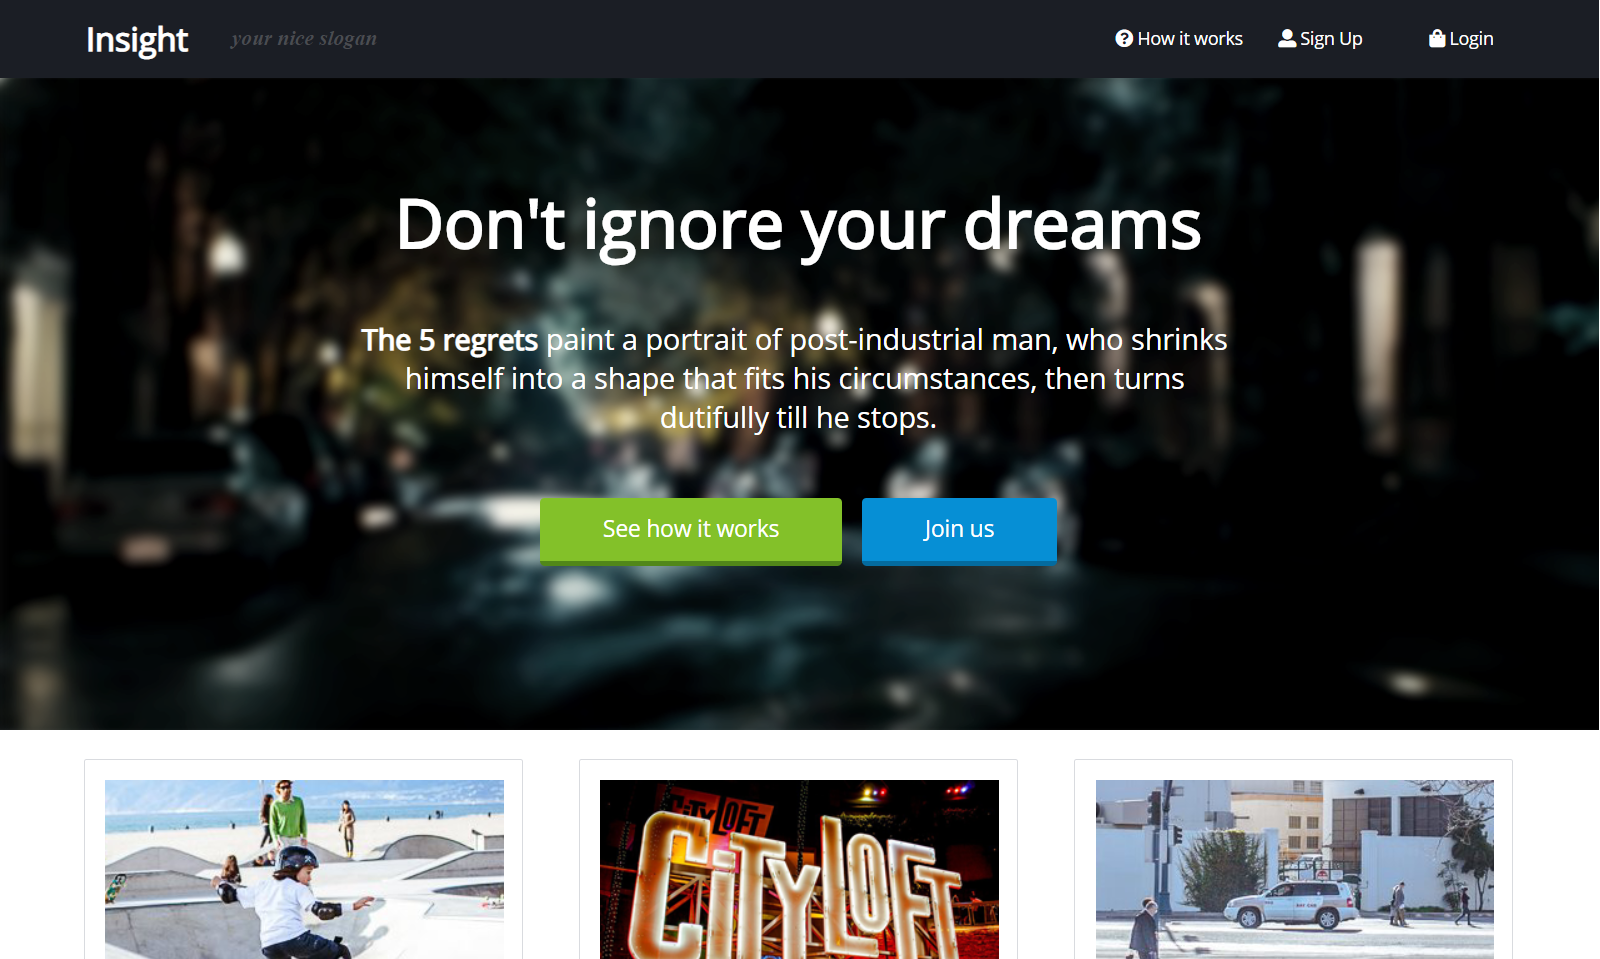 Insight
your nice slogan
How it works
Sign Up
Login
Don't ignore your dreams
The 5 regrets paint a portrait of post-industrial man, who shrinks
himself into a shape that fits his circumstances, then turns
dutifully till he stops.
See how it works
Join us
CITYLOFT
CITYLOFT